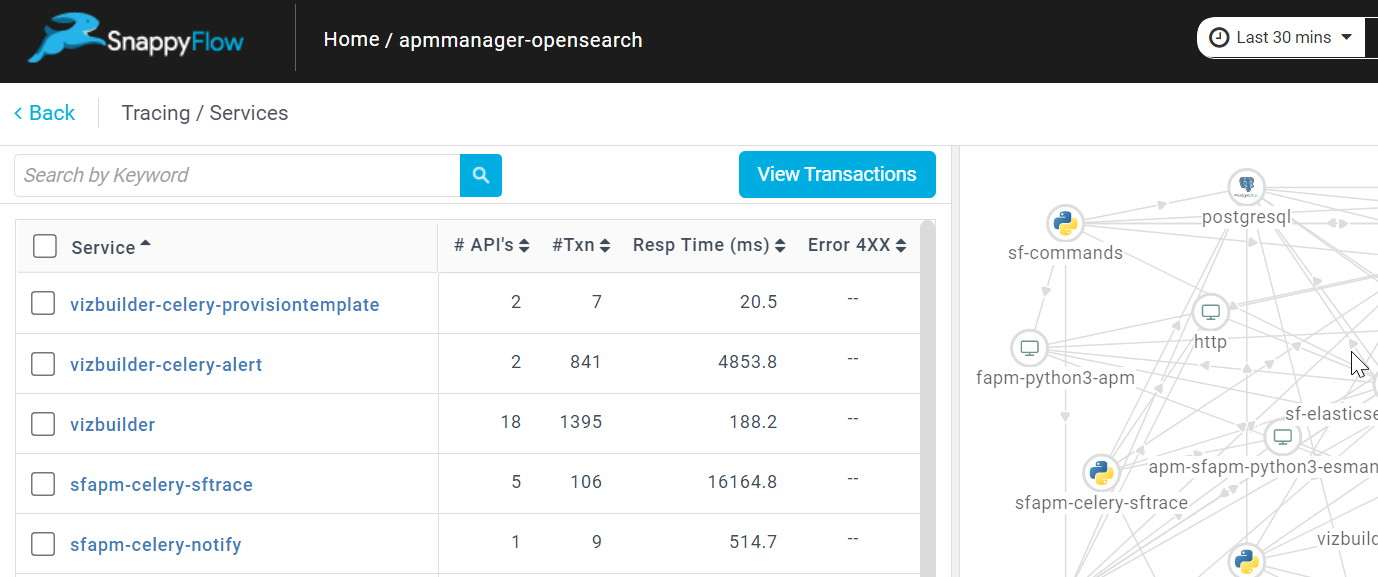 SnappyFlow
Home / apmmanager-opensearch
Last 30 mins
Back
Tracing / Services
Search by Keyword
View Transactions
Service # API's #Txn Resp Time (ms) Error 4XX
vizbuilder-celery-provisiontemplate 2 7 20.5 --
vizbuilder-celery-alert 2 841 4853.8 --
vizbuilder 18 1395 188.2 --
sfapm-celery-sftrace 5 106 16164.8 --
sfapm-celery-notify 1 9 514.7 --
postgresql
sf-commands
http
fapm-python3-apm
sf-elasticse
apm-sfapm-python3-esman
sfapm-celery-sftrace
vizbuild